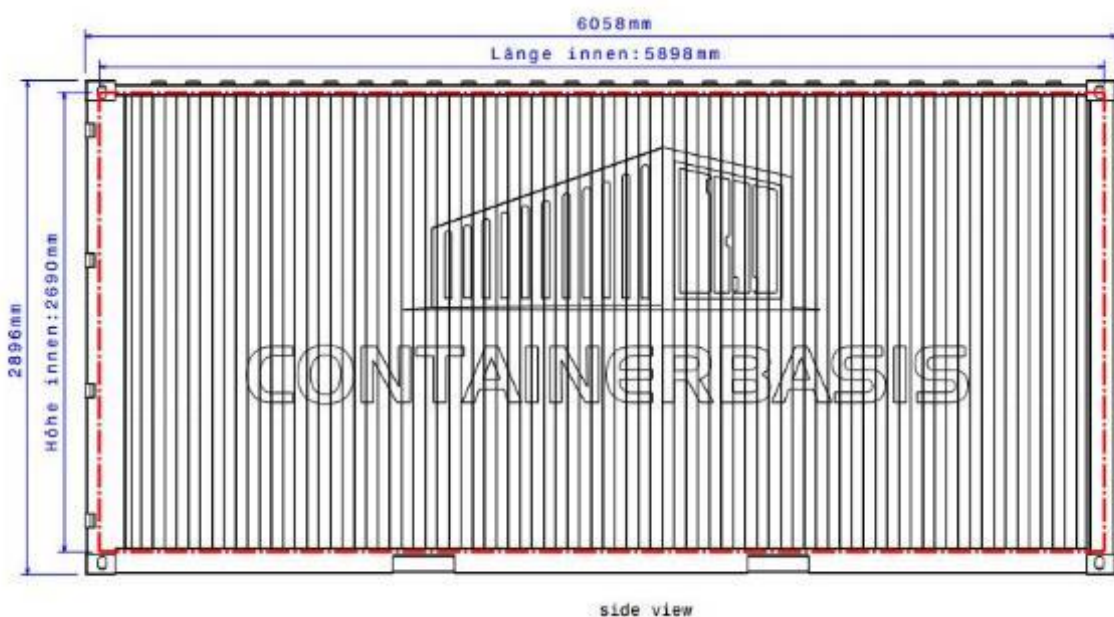 6058mm
Länge innen:5898mm
2896mm
Höhe innen:2690mm
CONTAINERBASIS
side view